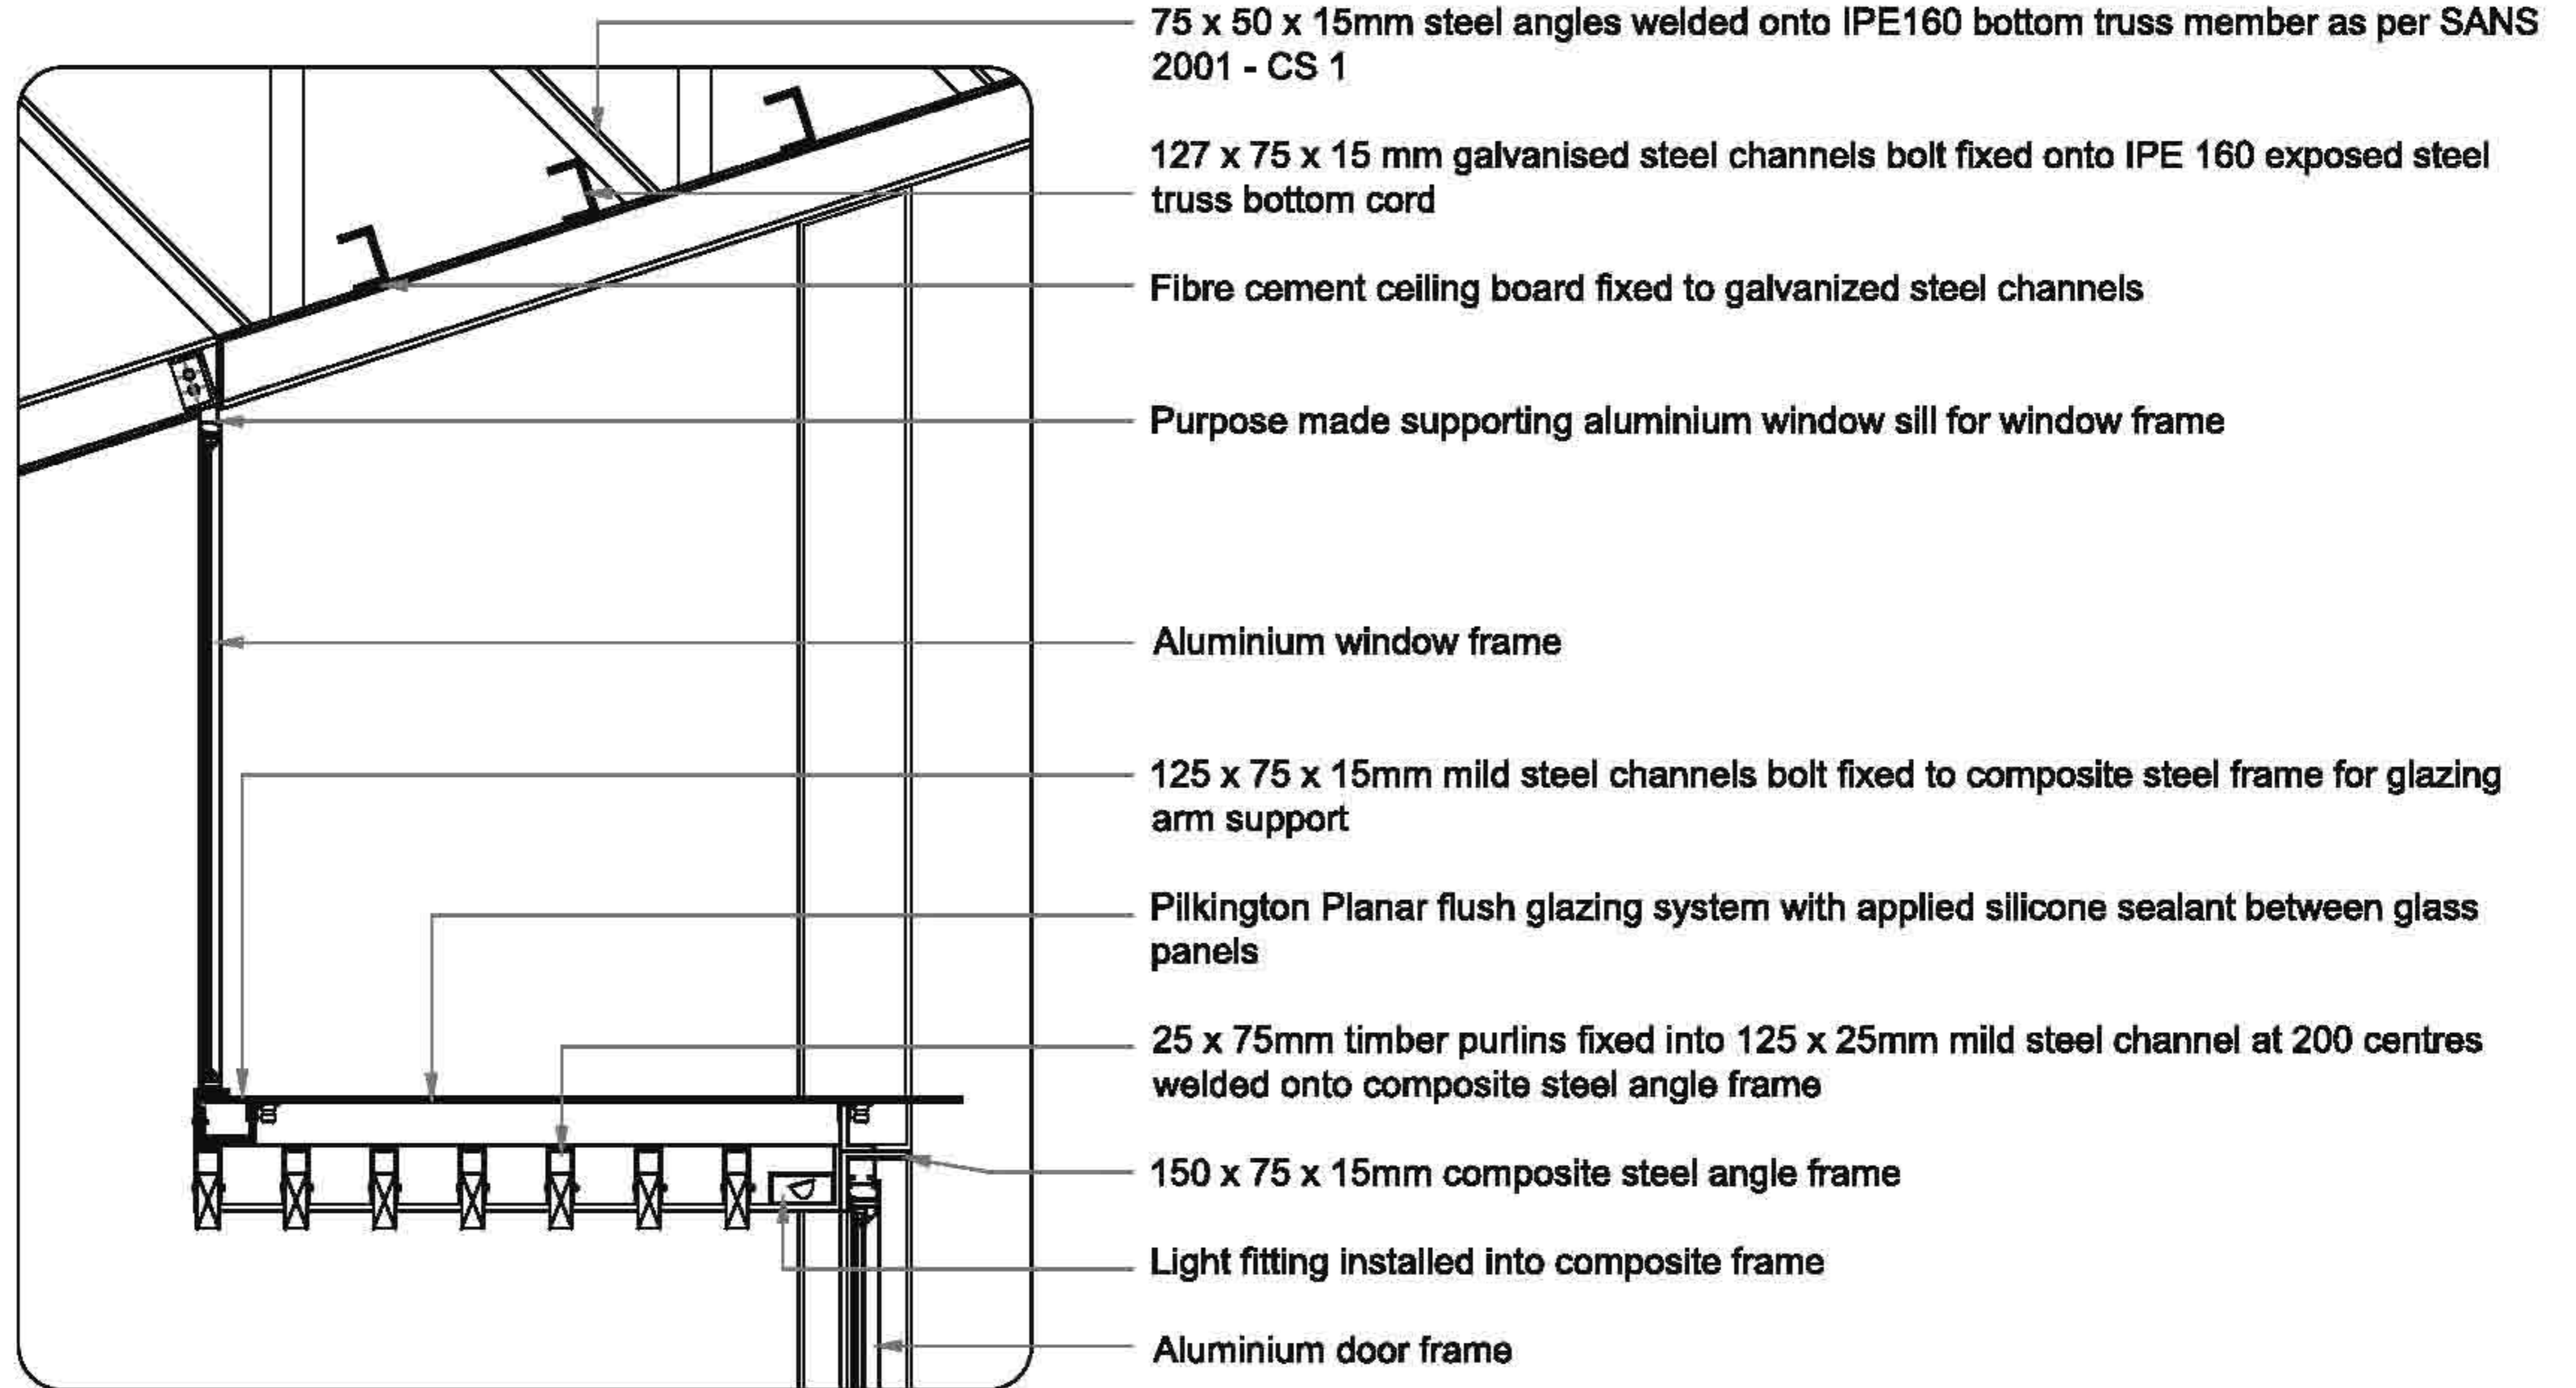 75 x 50 x 15mm steel angles welded onto IPE160 bottom truss member as per SANS
2001 - CS 1
127 x 75 x 15 mm galvanised steel channels bolt fixed onto IPE 160 exposed steel
truss bottom cord
Fibre cement ceiling board fixed to galvanized steel channels
Purpose made supporting aluminium window sill for window frame
Aluminium window frame
125 x 75 x 15mm mild steel channels bolt fixed to composite steel frame for glazing
arm support
Pilkington Planar flush glazing system with applied silicone sealant between glass
panels
25 x 75mm timber purlins fixed into 125 x 25mm mild steel channel at 200 centres
welded onto composite steel angle frame
150 x 75 x 15mm composite steel angle frame
Light fitting installed into composite frame
Aluminium door frame